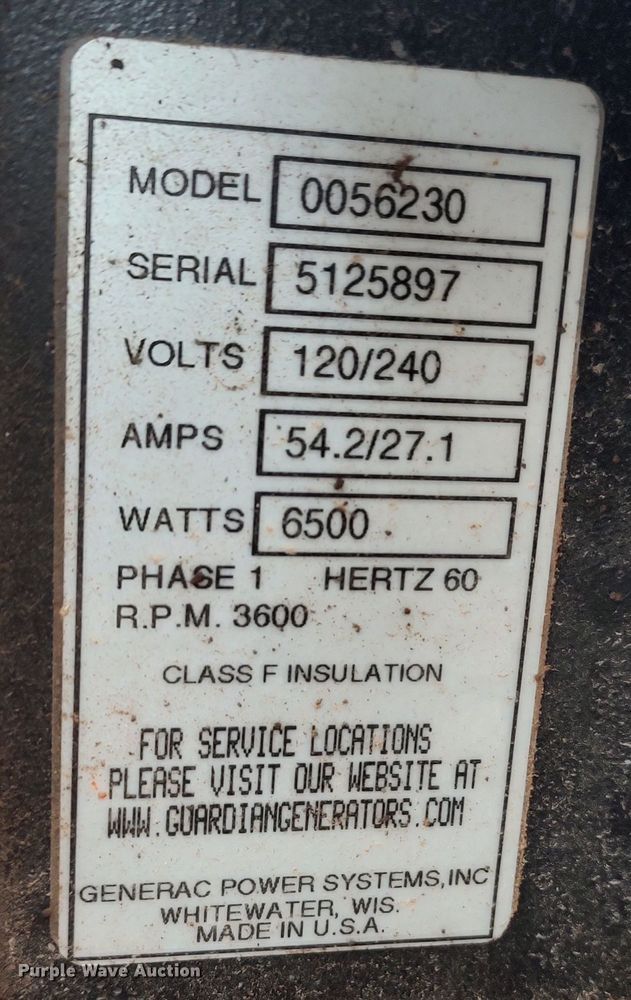 MODEL 0056230
SERIAL 5125897
VOLTS 120/240
AMPS 54.2/27.1
WATTS 6500
PHASE 1 HERTZ 60
R.P.M. 3600
CLASS F INSULATION
FOR SERVICE LOCATIONS
PLEASE VISIT OUR WEBSITE AT
WWW.GUARDIANGENERATORS.COM
GENERAC POWER SYSTEMS, INC
WHITEWATER, WIS.
MADE IN U.S.A.
Purple Wave Auction